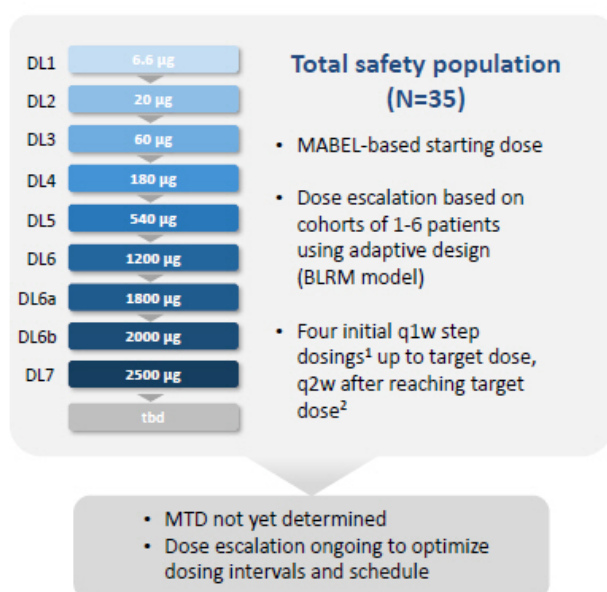 DL1 6.6 µg
DL2 20 µg
DL3 60 µg
DL4 180 µg
DL5 540 µg
DL6 1200 µg
DL6a 1800 µg
DL6b 2000 µg
DL7 2500 µg
tbd
Total safety population
(N=35)
• MABEL-based starting dose
• Dose escalation based on
cohorts of 1-6 patients
using adaptive design
(BLRM model)
• Four initial q1w step
dosings¹ up to target dose,
q2w after reaching target
dose²
• MTD not yet determined
• Dose escalation ongoing to optimize
dosing intervals and schedule